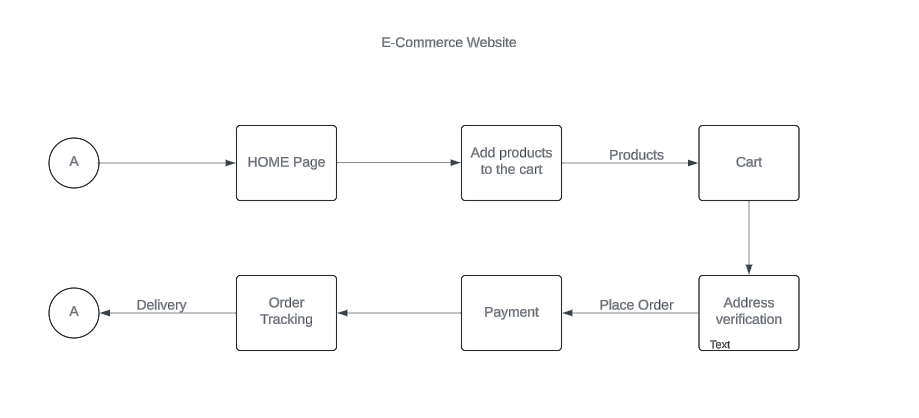 E-Commerce Website
A
HOME Page
Add products
to the cart
Products
Cart
A
Delivery
Order
Tracking
Payment
Place Order
Address
verification
Text